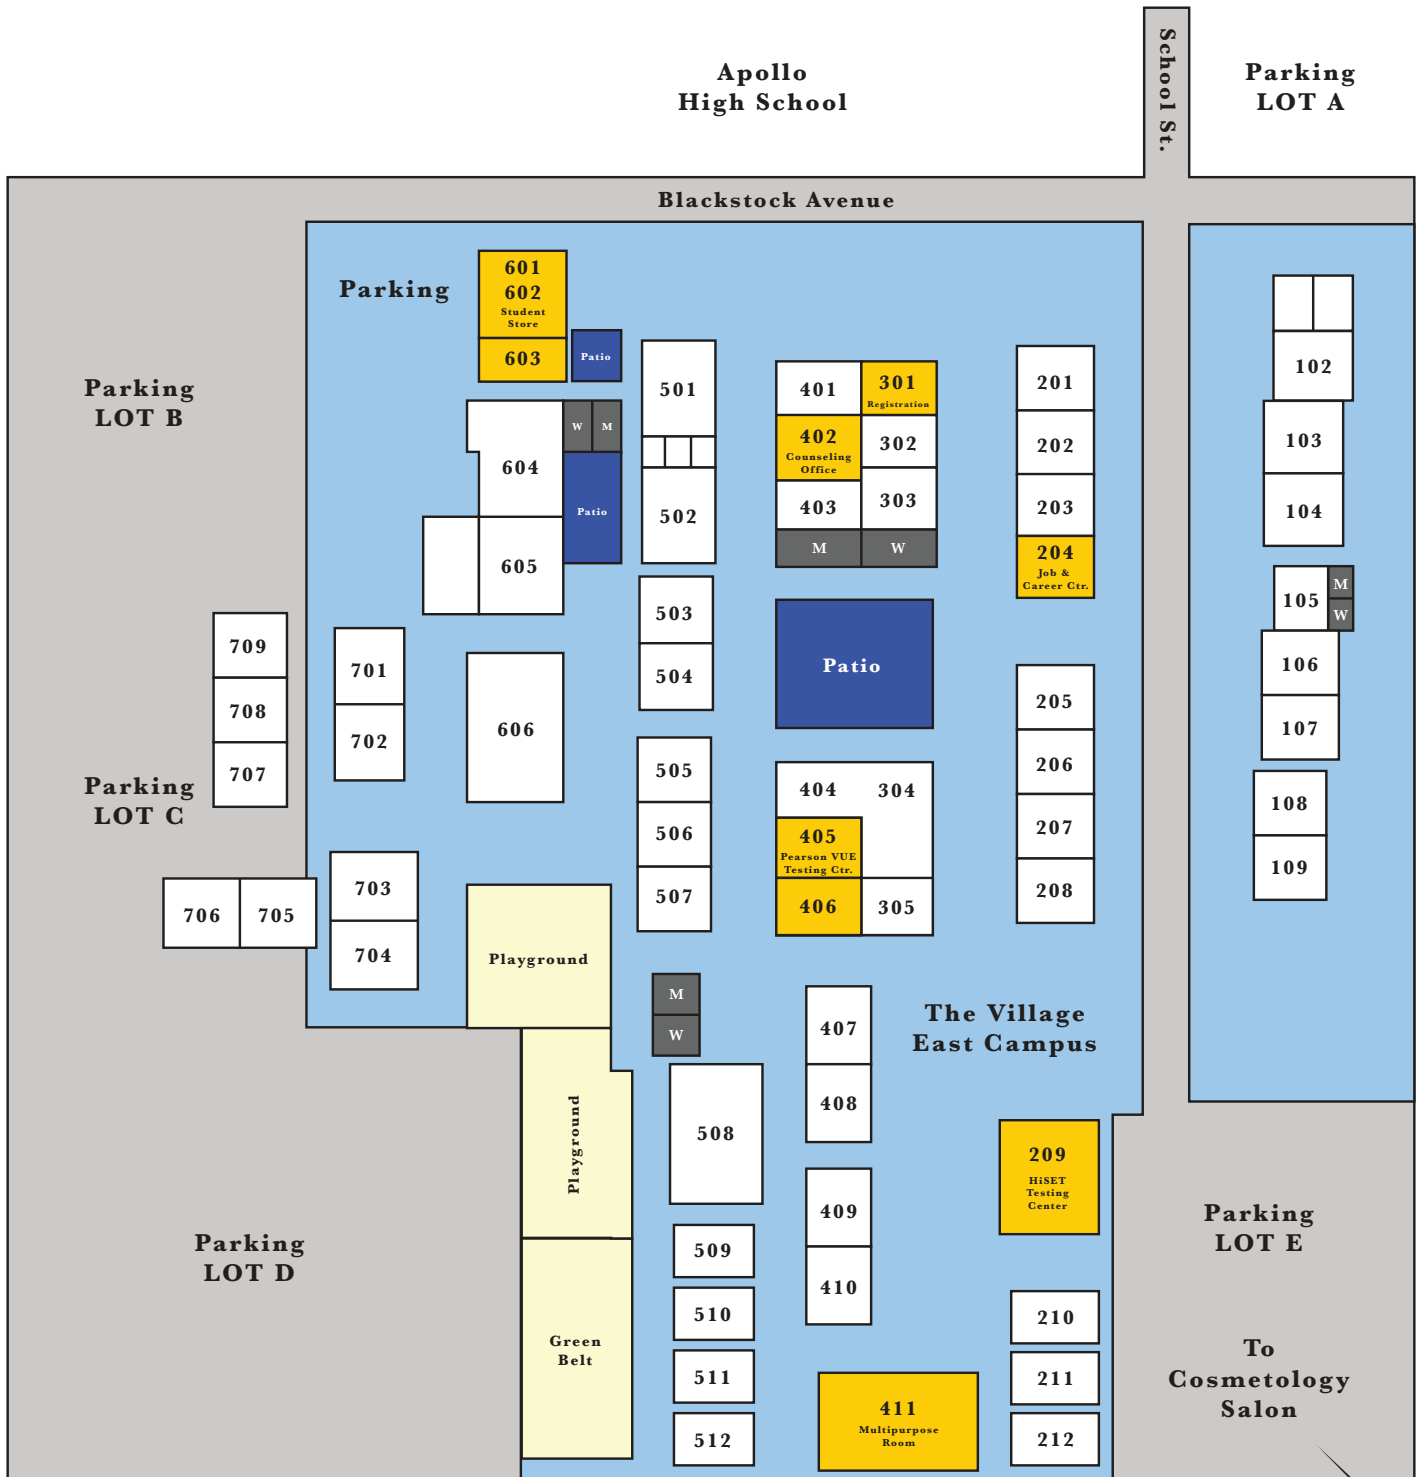 Apollo
High School
School St.
Parking
LOT A
Blackstock Avenue
Parking
601
602
Student
Store
603
Patio
Parking
LOT B
501
401
301
Registration
201
102
W
M
402
Counseling
Office
302
202
103
604
Patio
502
403
303
203
104
M
W
204
Job &
Career Ctr.
605
105
M
W
503
709
701
504
Patio
106
708
702
606
205
107
707
505
404
304
206
Parking
LOT C
506
405
Pearson VUE
Testing Ctr.
207
108
703
507
406
305
208
109
706
705
704
Playground
M
W
407
The Village
East Campus
408
Playground
508
209
HiSET
Testing
Center
409
Parking
LOT E
Parking
LOT D
509
410
510
210
Green
Belt
511
211
To
Cosmetology
Salon
411
Multipurpose
Room
512
212